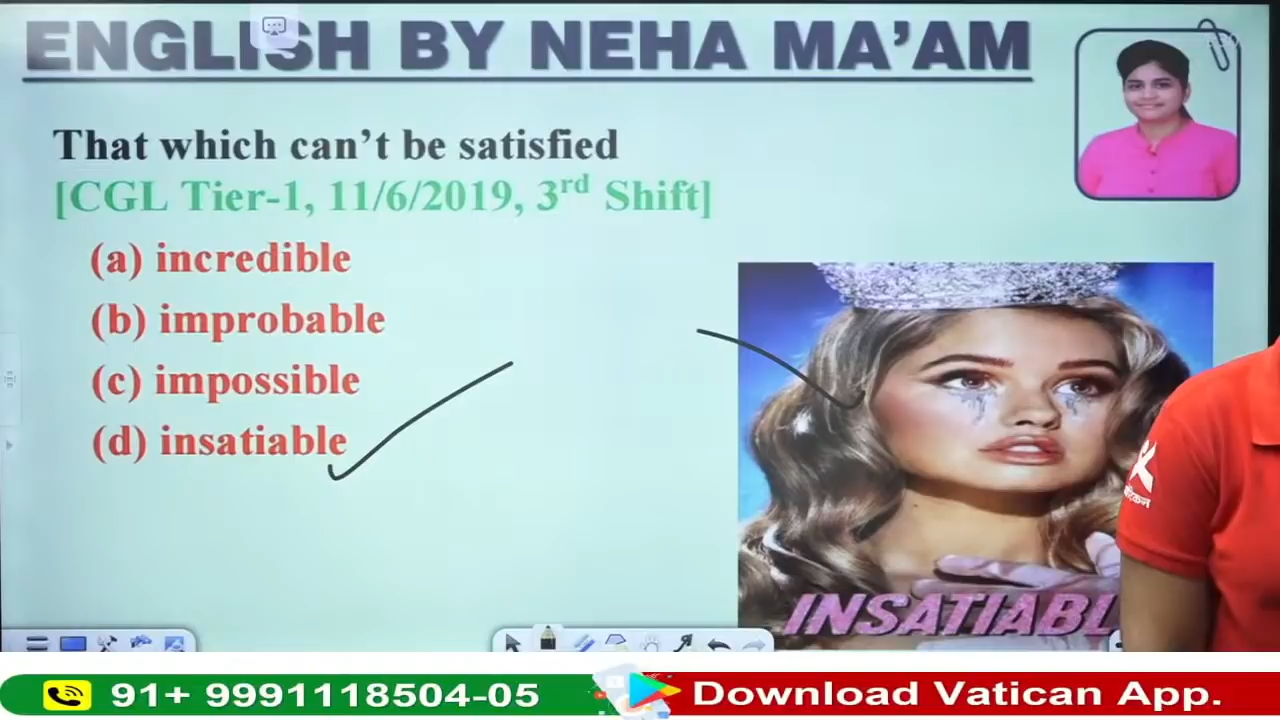 ENGLISH BY NEHA MA’AM
That which can’t be satisfied
[CGL Tier-1, 11/6/2019, 3rd Shift]
(a) incredible
(b) improbable
(c) impossible
(d) insatiable
INSATIABL
91+ 9991118504-05
Download Vatican App.